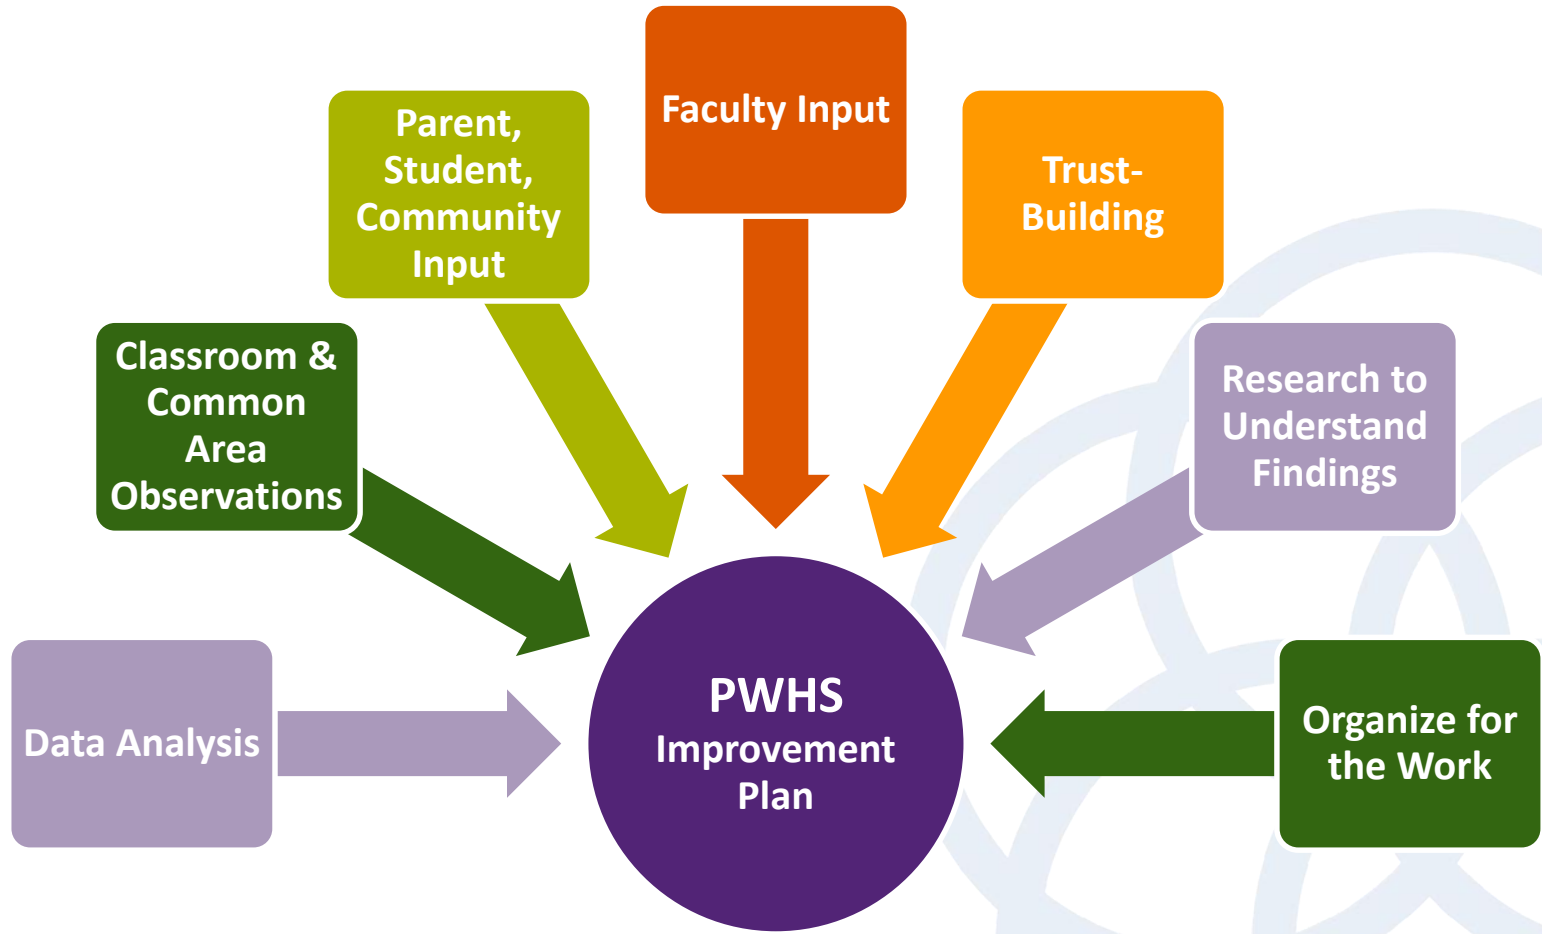 Faculty Input
Parent,
Student,
Community
Input
Trust-
Building
Classroom &
Common
Area
Observations
Research to
Understand
Findings
Data Analysis
PWHS
Improvement
Plan
Organize for
the Work